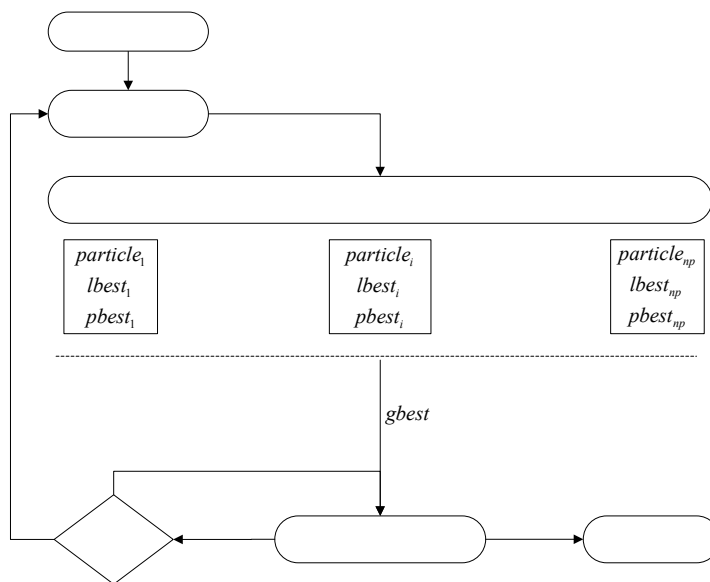 particle₁
lbest₁
pbest₁
particleᵢ
lbestᵢ
pbestᵢ
particleₙₚ
lbestₙₚ
pbestₙₚ
gbest